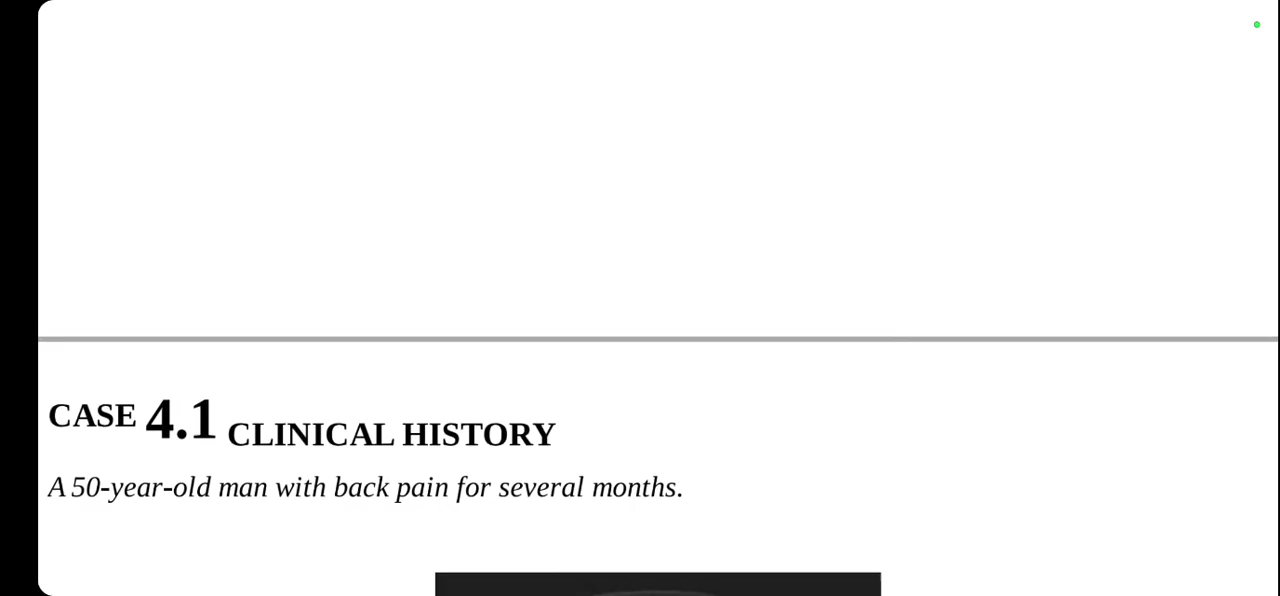 CASE 4.1 CLINICAL HISTORY
A 50-year-old man with back pain for several months.